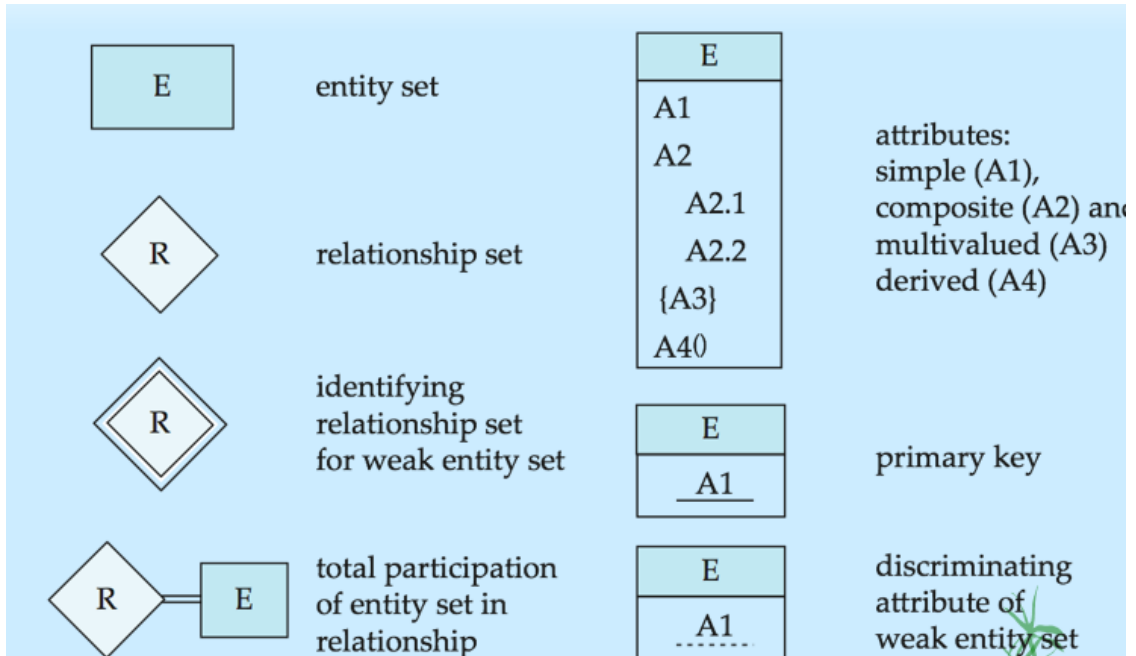 E
entity set
R
relationship set
R
identifying
relationship set
for weak entity set
R
E
total participation
of entity set in
relationship
E
A1
A2
A2.1
A2.2
{A3}
A4()
attributes:
simple (A1),
composite (A2) and
multivalued (A3)
derived (A4)
E
A1
primary key
E
A1
discriminating
attribute of
weak entity set